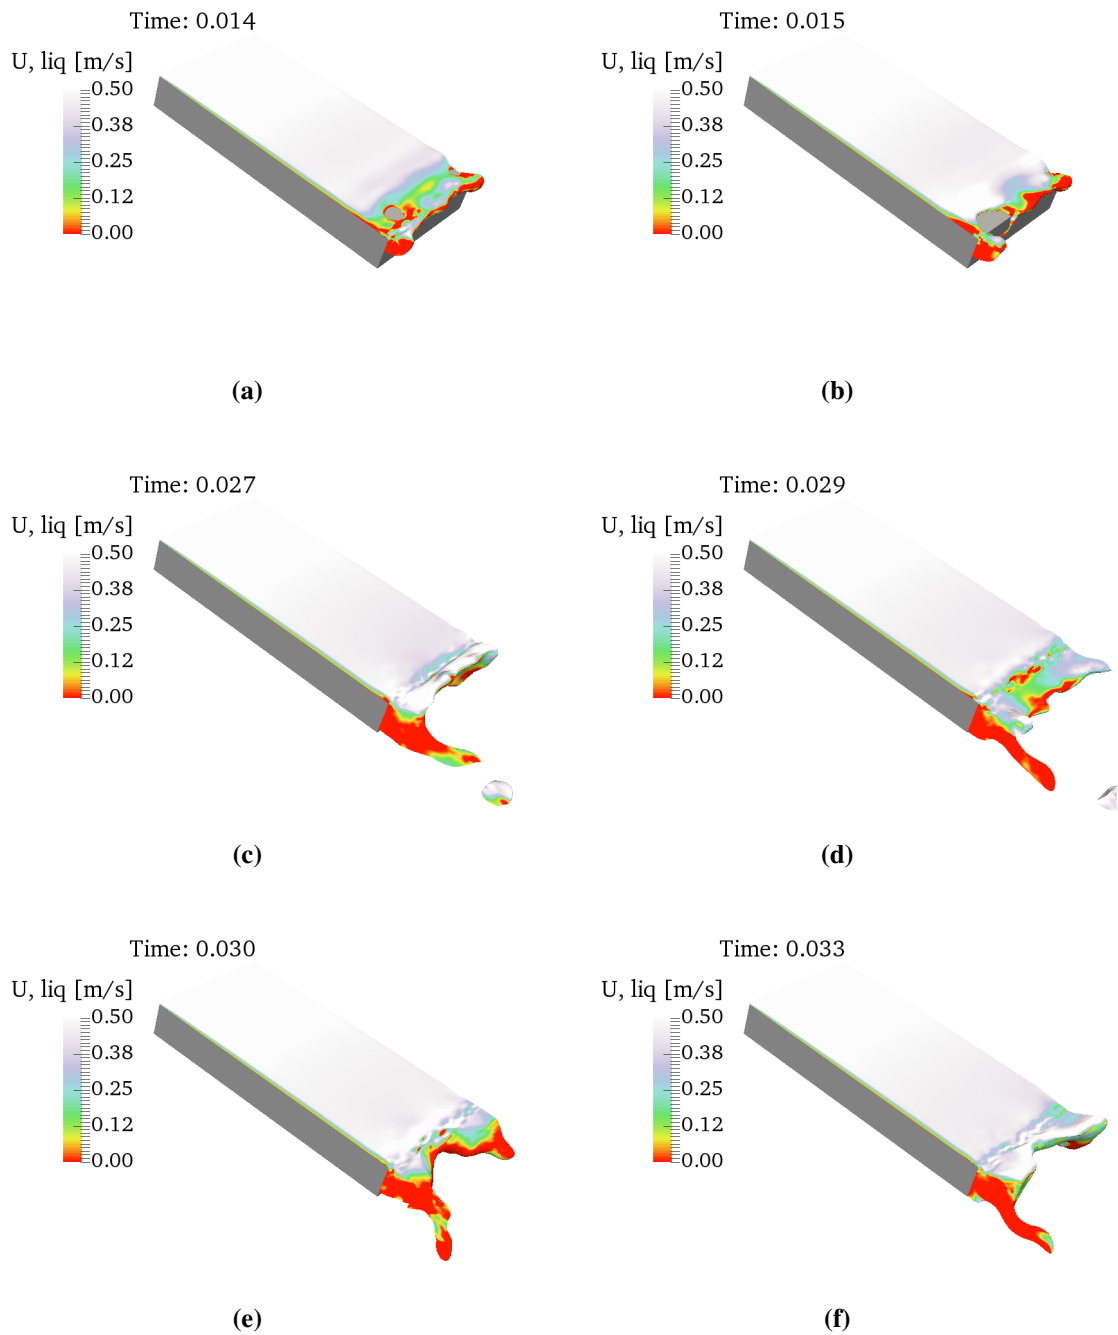 Time: 0.014
U, liq [m/s]
0.50
0.38
0.25
0.12
0.00
(a)
Time: 0.015
U, liq [m/s]
0.50
0.38
0.25
0.12
0.00
(b)
Time: 0.027
U, liq [m/s]
0.50
0.38
0.25
0.12
0.00
(c)
Time: 0.029
U, liq [m/s]
0.50
0.38
0.25
0.12
0.00
(d)
Time: 0.030
U, liq [m/s]
0.50
0.38
0.25
0.12
0.00
(e)
Time: 0.033
U, liq [m/s]
0.50
0.38
0.25
0.12
0.00
(f)